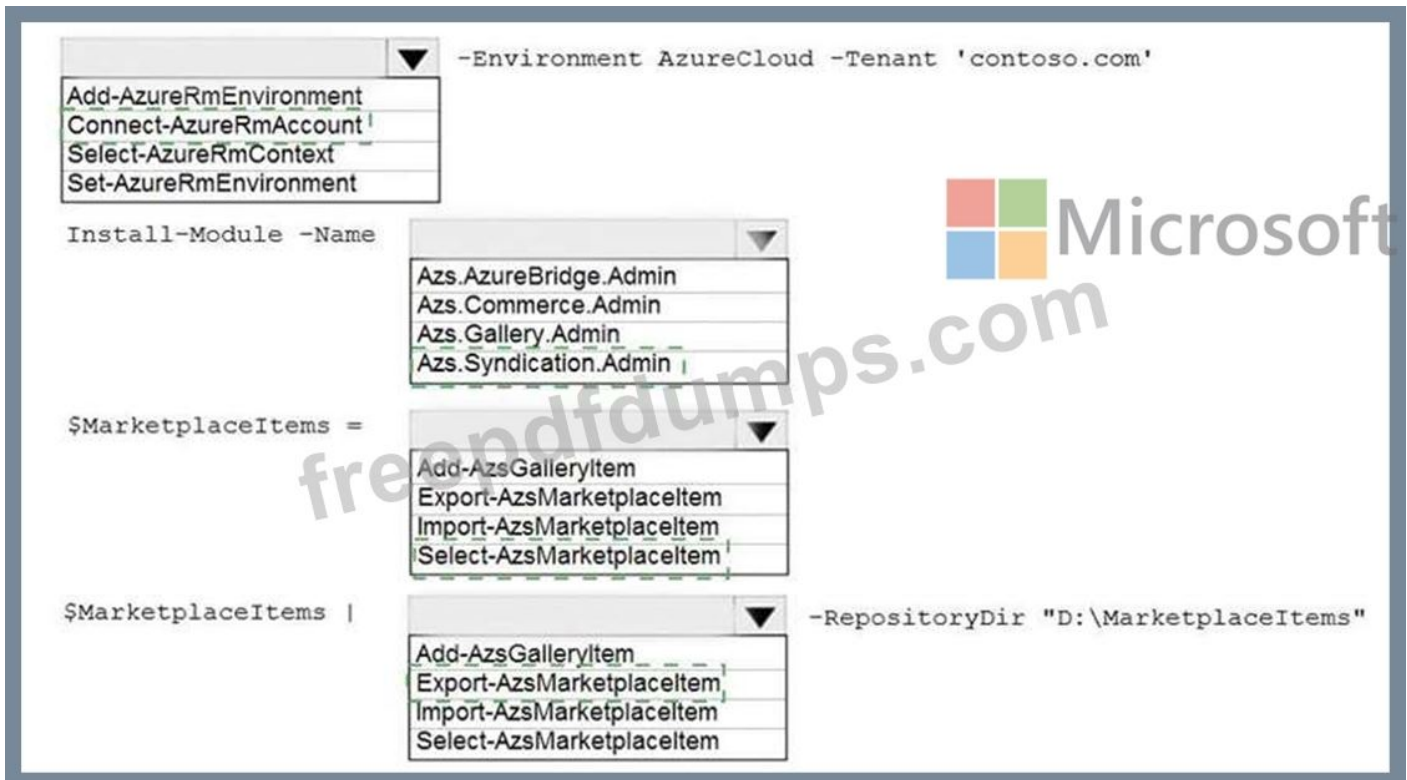 -Environment AzureCloud -Tenant 'contoso.com'
Add-AzureRmEnvironment
Connect-AzureRmAccount
Select-AzureRmContext
Set-AzureRmEnvironment
Microsoft
Install-Module -Name
Azs.AzureBridge.Admin
Azs.Commerce.Admin
Azs.Gallery.Admin
Azs.Syndication.Admin
freepdfdumps.com
$MarketplaceItems =
Add-AzsGalleryItem
Export-AzsMarketplaceItem
Import-AzsMarketplaceItem
Select-AzsMarketplaceItem
$MarketplaceItems |
-RepositoryDir "D:\MarketplaceItems"
Add-AzsGalleryItem
Export-AzsMarketplaceItem
Import-AzsMarketplaceItem
Select-AzsMarketplaceItem